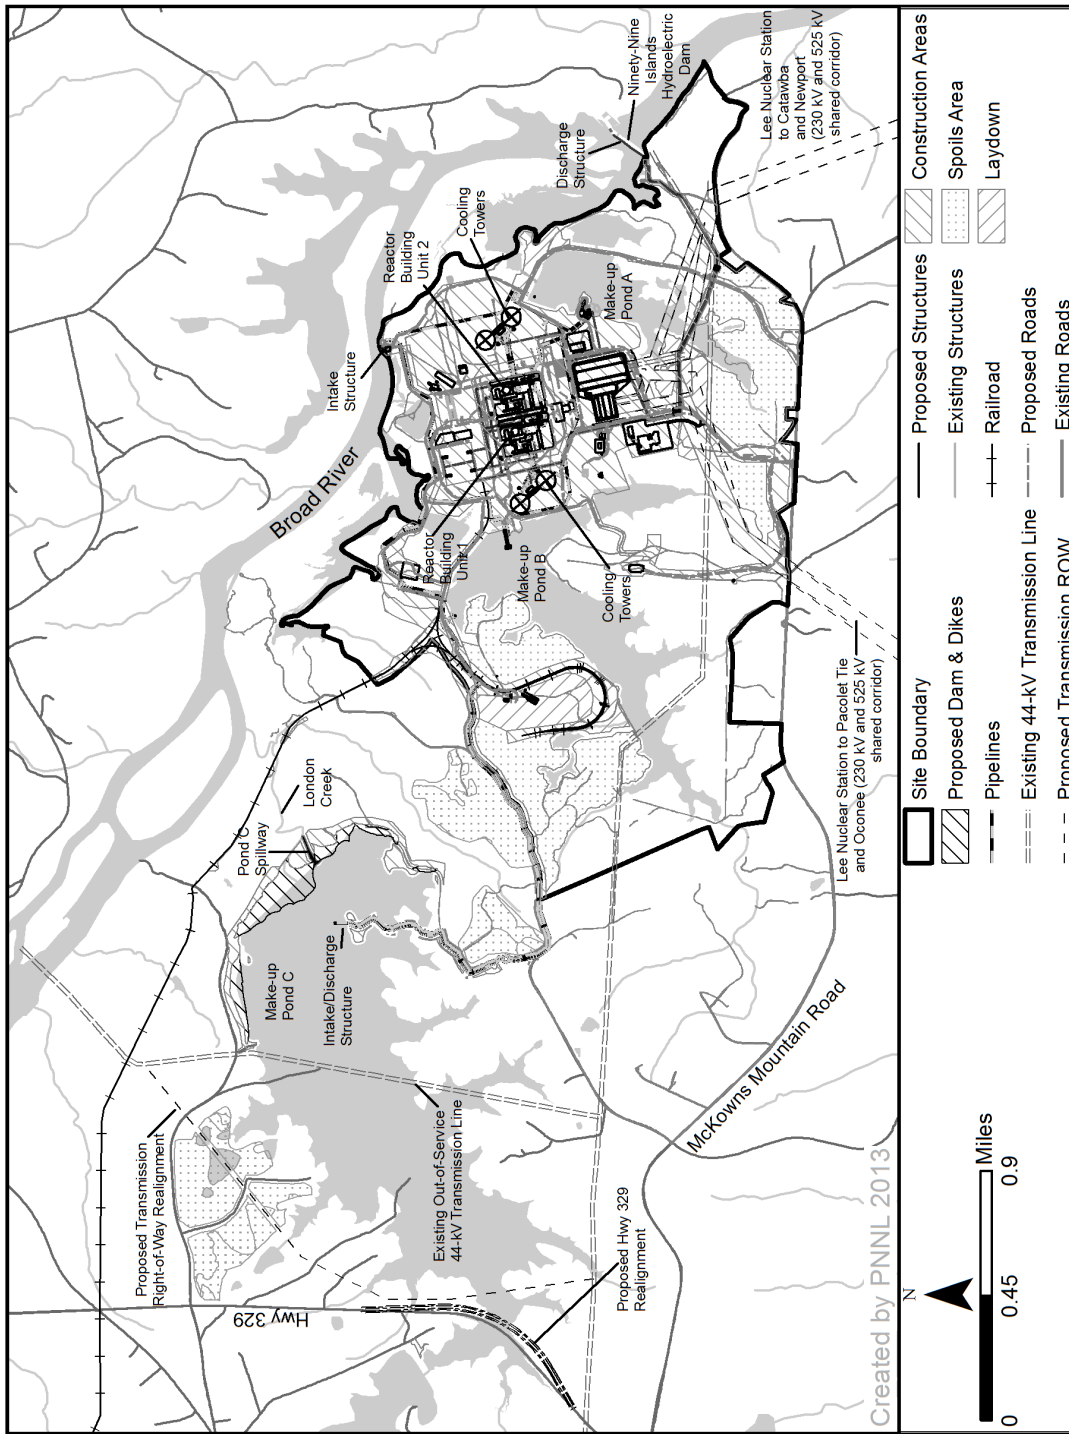 Proposed Transmission
Right-of-Way Realignment
Hwy 329
Make-up
Pond C
Pond C
Spillway
London
Creek
Intake/Discharge
Structure
Existing Out-of-Service
44-kV Transmission Line
Proposed Hwy 329
Realignment
McKowns Mountain Road
Broad River
Intake
Structure
Reactor
Building
Unit 2
Cooling
Towers
Reactor
Building
Unit 1
Make-up
Pond B
Cooling
Towers
Make-up
Pond A
Discharge
Structure
Ninety-Nine
Islands
Hydroelectric
Dam
Lee Nuclear Station
to Catawba
and Newport
(230 kV and 525 kV
shared corridor)
Lee Nuclear Station to Pacolet Tie
and Oconee (230 kV and 525 kV
shared corridor)
Created by PNNL 2013
N
Miles
0 0.45 0.9
Site Boundary
Proposed Dam & Dikes
Pipelines
Existing 44-kV Transmission Line
Proposed Transmission ROW
Proposed Structures
Existing Structures
Railroad
Proposed Roads
Existing Roads
Construction Areas
Spoils Area
Laydown